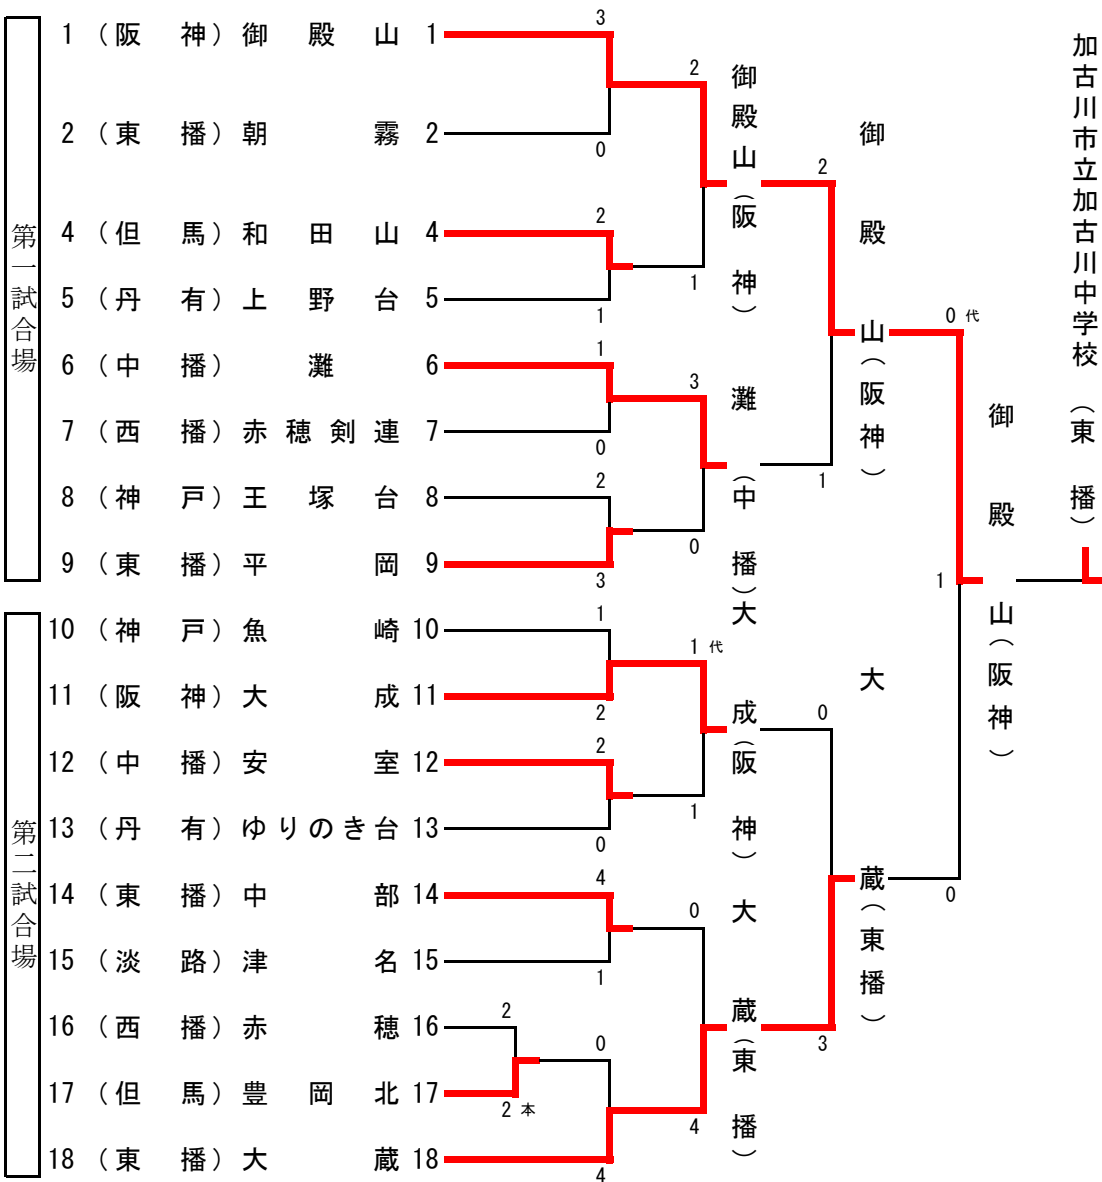 第一試合場
1 (阪神) 御殿山 1
2 (東播) 朝霧 2
4 (但馬) 和田山 4
5 (丹有) 上野台 5
6 (中播) 灘 6
7 (西播) 赤穂剣連 7
8 (神戸) 王塚台 8
9 (東播) 平岡 9
第二試合場
10 (神戸) 魚崎 10
11 (阪神) 大成 11
12 (中播) 安室 12
13 (丹有) ゆりのき台 13
14 (東播) 中部 14
15 (淡路) 津名 15
16 (西播) 赤穂 16
17 (但馬) 豊岡北 17
18 (東播) 大蔵 18
2
2 本
3
0
2
1
1
0
2
3
1
2
2
0
4
1
0
4
2
1
3
0
1 代
1
0
4
御殿山(阪神)
灘(中播)
大成(阪神)
大蔵(東播)
2
1
0
3
御殿山(阪神)
大蔵(東播)
0 代
1
0
御殿山(阪神)
加古川市立加古川中学校(東播)